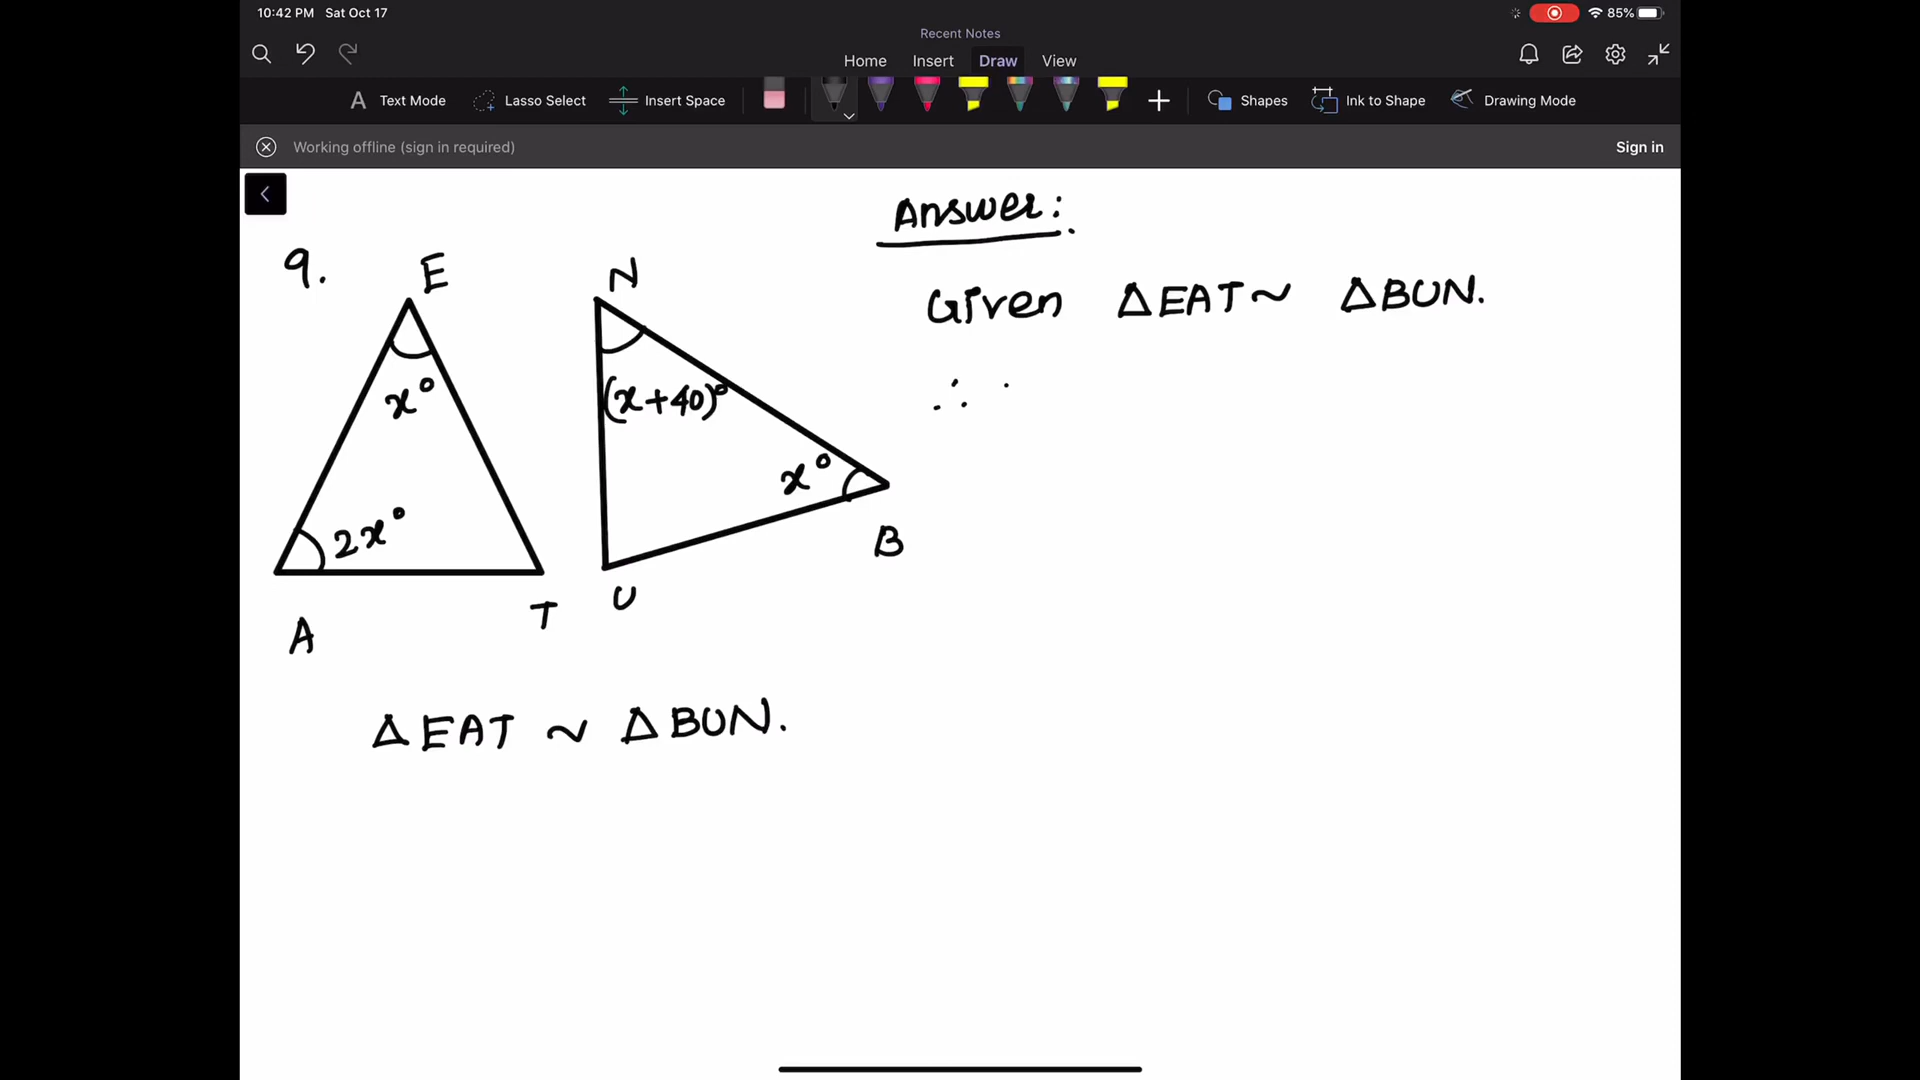 10:42 PM Sat Oct 17
85%
Recent Notes
Home Insert Draw View
Text Mode Lasso Select Insert Space Shapes Ink to Shape Drawing Mode
Working offline (sign in required) Sign in
Answer:
9.
E
N
Given ΔEAT ~ ΔBUN.
x°
(x+40)°
∴
x°
2x°
B
U
T
A
ΔEAT ~ ΔBUN.